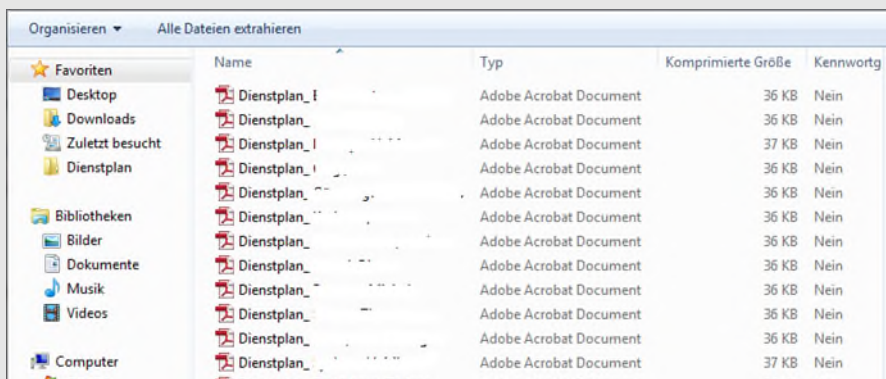 Organisieren Alle Dateien extrahieren
Name Typ Komprimierte Größe Kennwortg
Favoriten
Desktop Dienstplan_ Adobe Acrobat Document 36 KB Nein
Downloads Dienstplan_ Adobe Acrobat Document 36 KB Nein
Zuletzt besucht Dienstplan_ Adobe Acrobat Document 37 KB Nein
Dienstplan Dienstplan_ Adobe Acrobat Document 36 KB Nein
Dienstplan_ Adobe Acrobat Document 36 KB Nein
Bibliotheken Dienstplan_ Adobe Acrobat Document 36 KB Nein
Bilder Dienstplan_ Adobe Acrobat Document 36 KB Nein
Dokumente Dienstplan_ Adobe Acrobat Document 36 KB Nein
Musik Dienstplan_ Adobe Acrobat Document 36 KB Nein
Videos Dienstplan_ Adobe Acrobat Document 36 KB Nein
Dienstplan_ Adobe Acrobat Document 36 KB Nein
Computer Dienstplan_ Adobe Acrobat Document 37 KB Nein